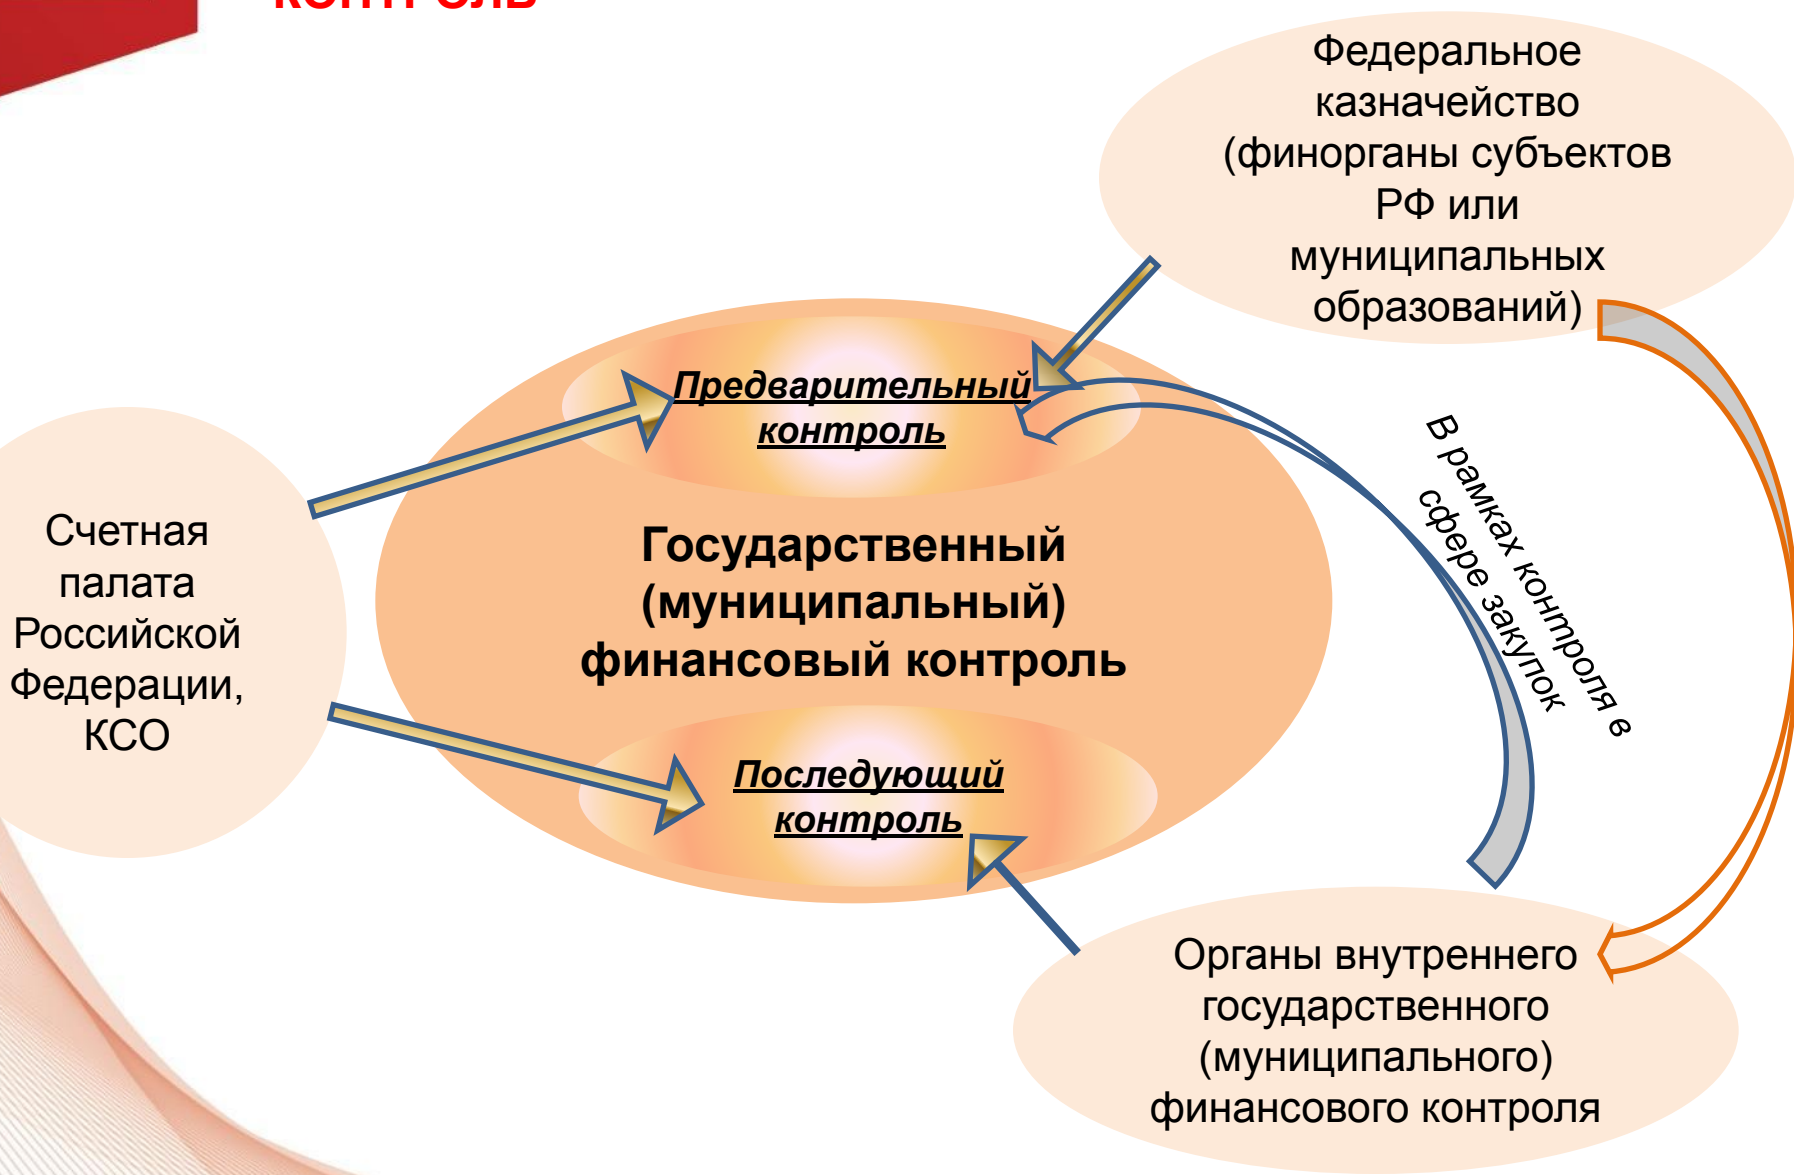 КОНТРОЛЬ
Федеральное
казначейство
(финорганы субъектов
РФ или
муниципальных
образований)
Предварительный
контроль
В рамках контроля в
сфере закупок
Счетная
палата
Российской
Федерации,
КСО
Государственный
(муниципальный)
финансовый контроль
Последующий
контроль
Органы внутреннего
государственного
(муниципального)
финансового контроля